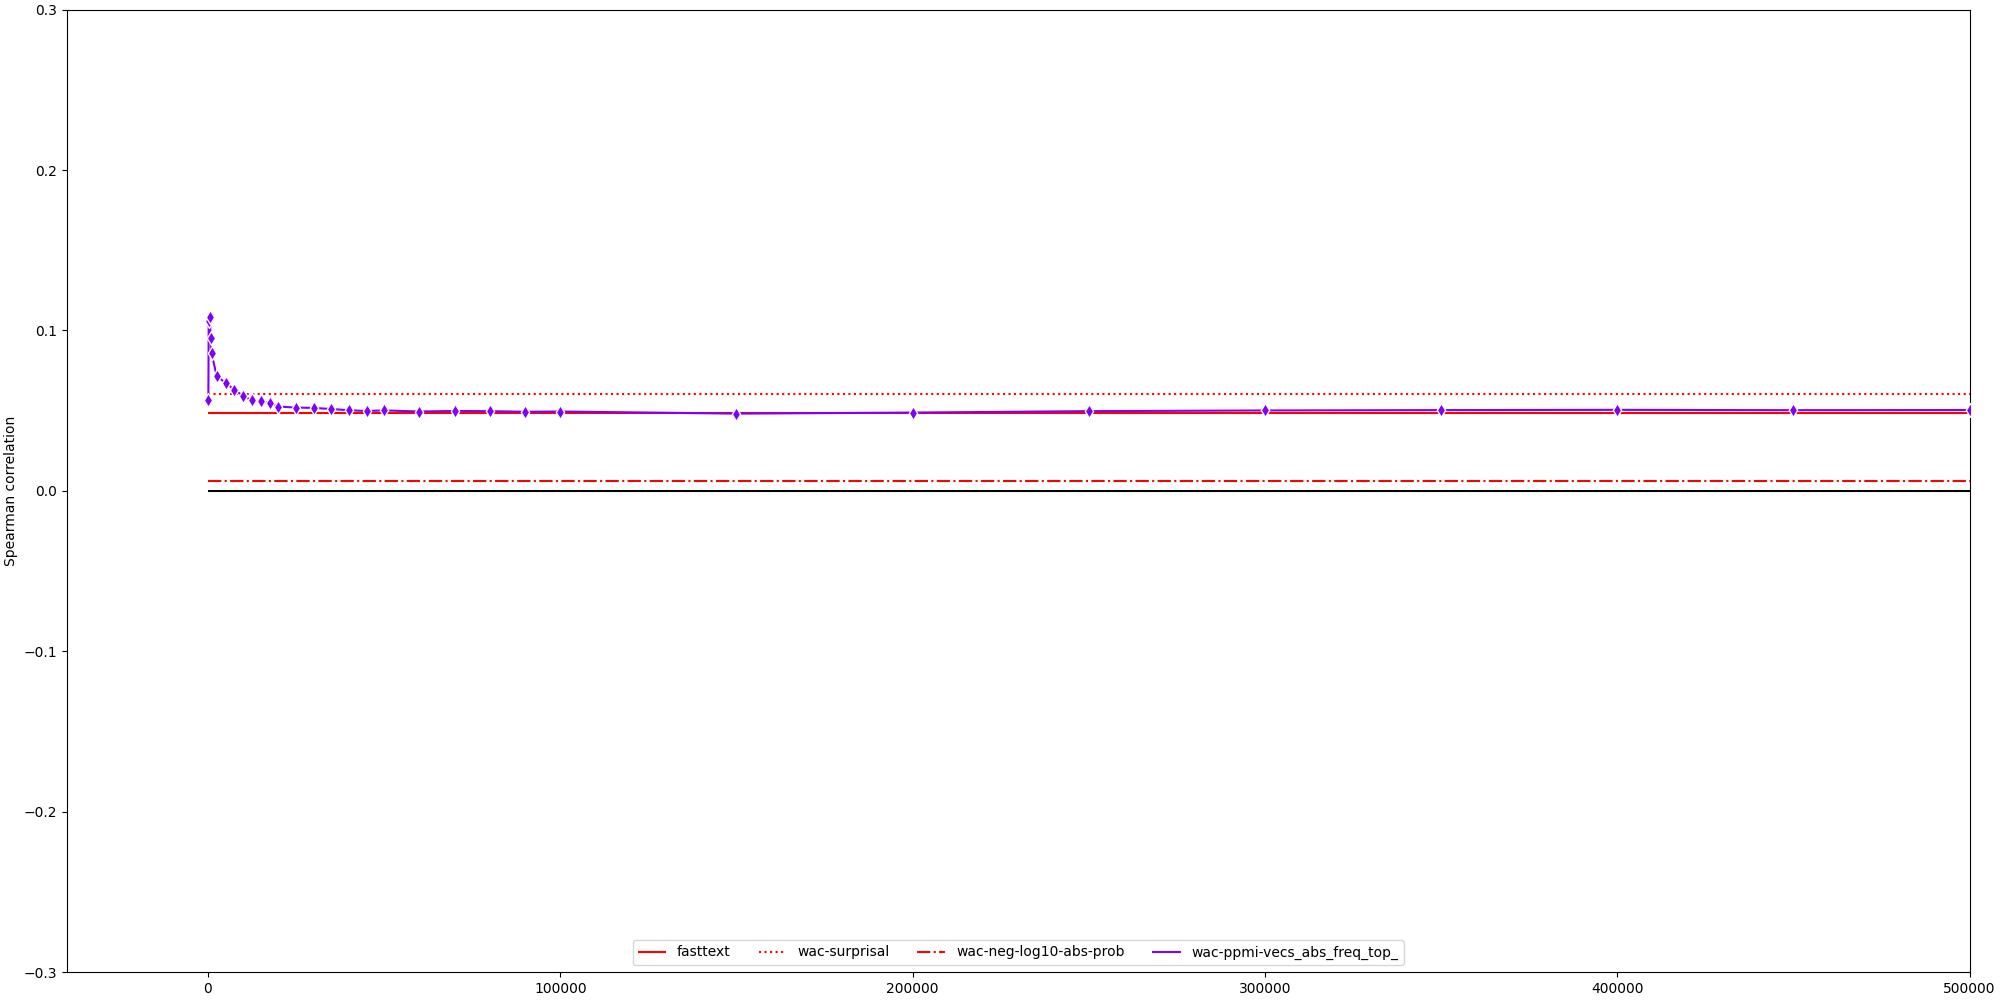 0.3
0.2
0.1
0.0
−0.1
−0.2
−0.3
Spearman correlation
fasttext wac-surprisal wac-neg-log10-abs-prob wac-ppmi-vecs_abs_freq_top_
0 100000 200000 300000 400000 500000